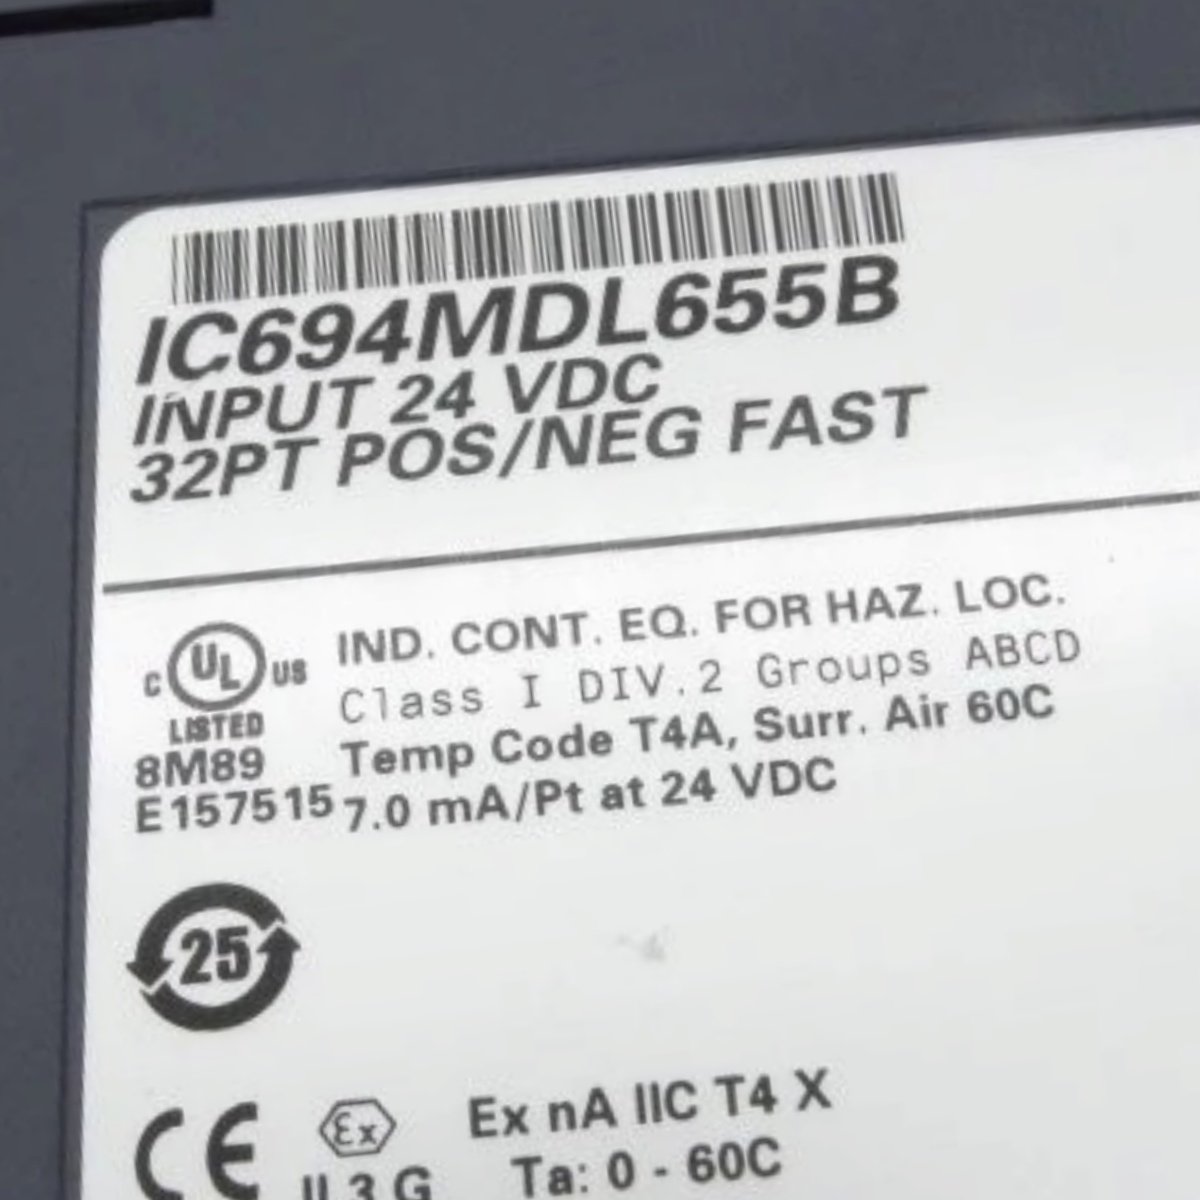 IC694MDL655B
INPUT 24 VDC
32PT POS/NEG FAST
C UL US
LISTED
8M89
E157515
IND. CONT. EQ. FOR HAZ. LOC.
Class I DIV.2 Groups ABCD
Temp Code T4A, Surr. Air 60C
7.0 mA/Pt at 24 VDC
25
CE
Ex
II 3 G
Ex nA IIC T4 X
Ta: 0 - 60C